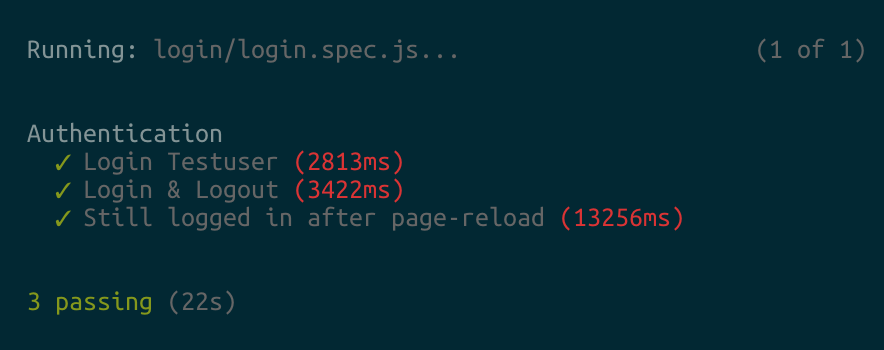 Running: login/login.spec.js... (1 of 1)
Authentication
✓ Login Testuser (2813ms)
✓ Login & Logout (3422ms)
✓ Still logged in after page-reload (13256ms)
3 passing (22s)